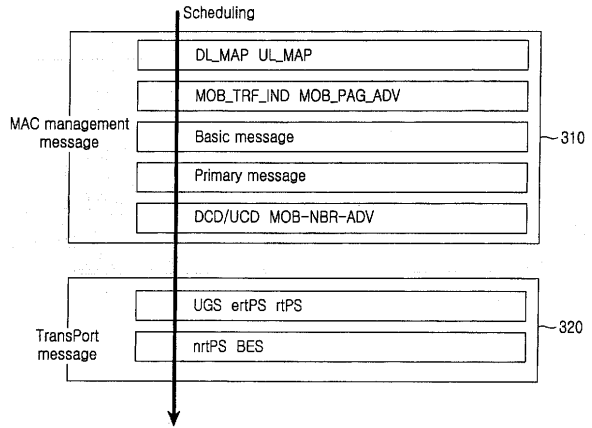 Scheduling
DL_MAP UL_MAP
MOB_TRF_IND MOB_PAG_ADV
MAC management
message
Basic message
310
Primary message
DCD/UCD MOB-NBR-ADV
UGS ertPS rtPS
320
TransPort
message
nrtPS BES